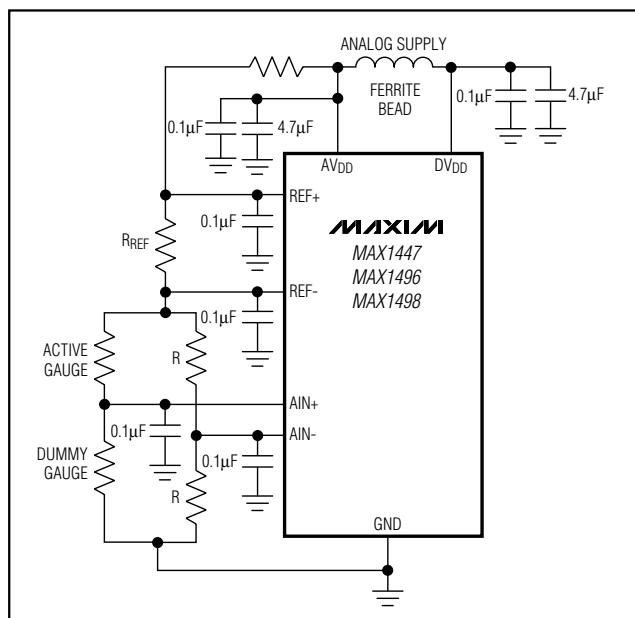 ANALOG SUPPLY
FERRITE
BEAD
0.1μF
4.7μF
0.1μF
4.7μF
AVDD
DVDD
REF+
0.1μF
MAXIM
MAX1447
MAX1496
MAX1498
RREF
REF-
0.1μF
ACTIVE
GAUGE
R
AIN+
0.1μF
AIN-
DUMMY
GAUGE
R
0.1μF
GND